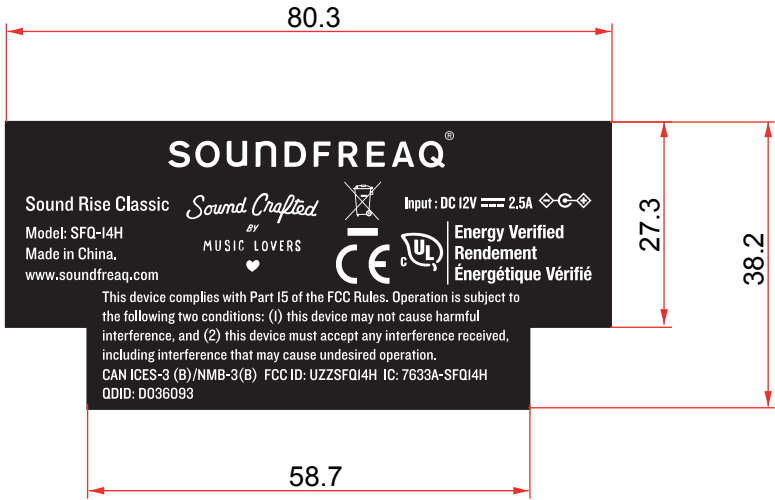 80.3
SOUNDFREAQ®
Sound Rise Classic
Model: SFQ-14H
Made in China.
www.soundfreaq.com
Sound Crafted
BY
MUSIC LOVERS
CE
Input : DC 12V 2.5A
C UL
Energy Verified
Rendement
Énergétique Vérifié
This device complies with Part 15 of the FCC Rules. Operation is subject to
the following two conditions: (1) this device may not cause harmful
interference, and (2) this device must accept any interference received,
including interference that may cause undesired operation.
CAN ICES-3 (B)/NMB-3(B) FCC ID: UZZSFQ14H IC: 7633A-SFQ14H
QDID: D036093
27.3
38.2
58.7